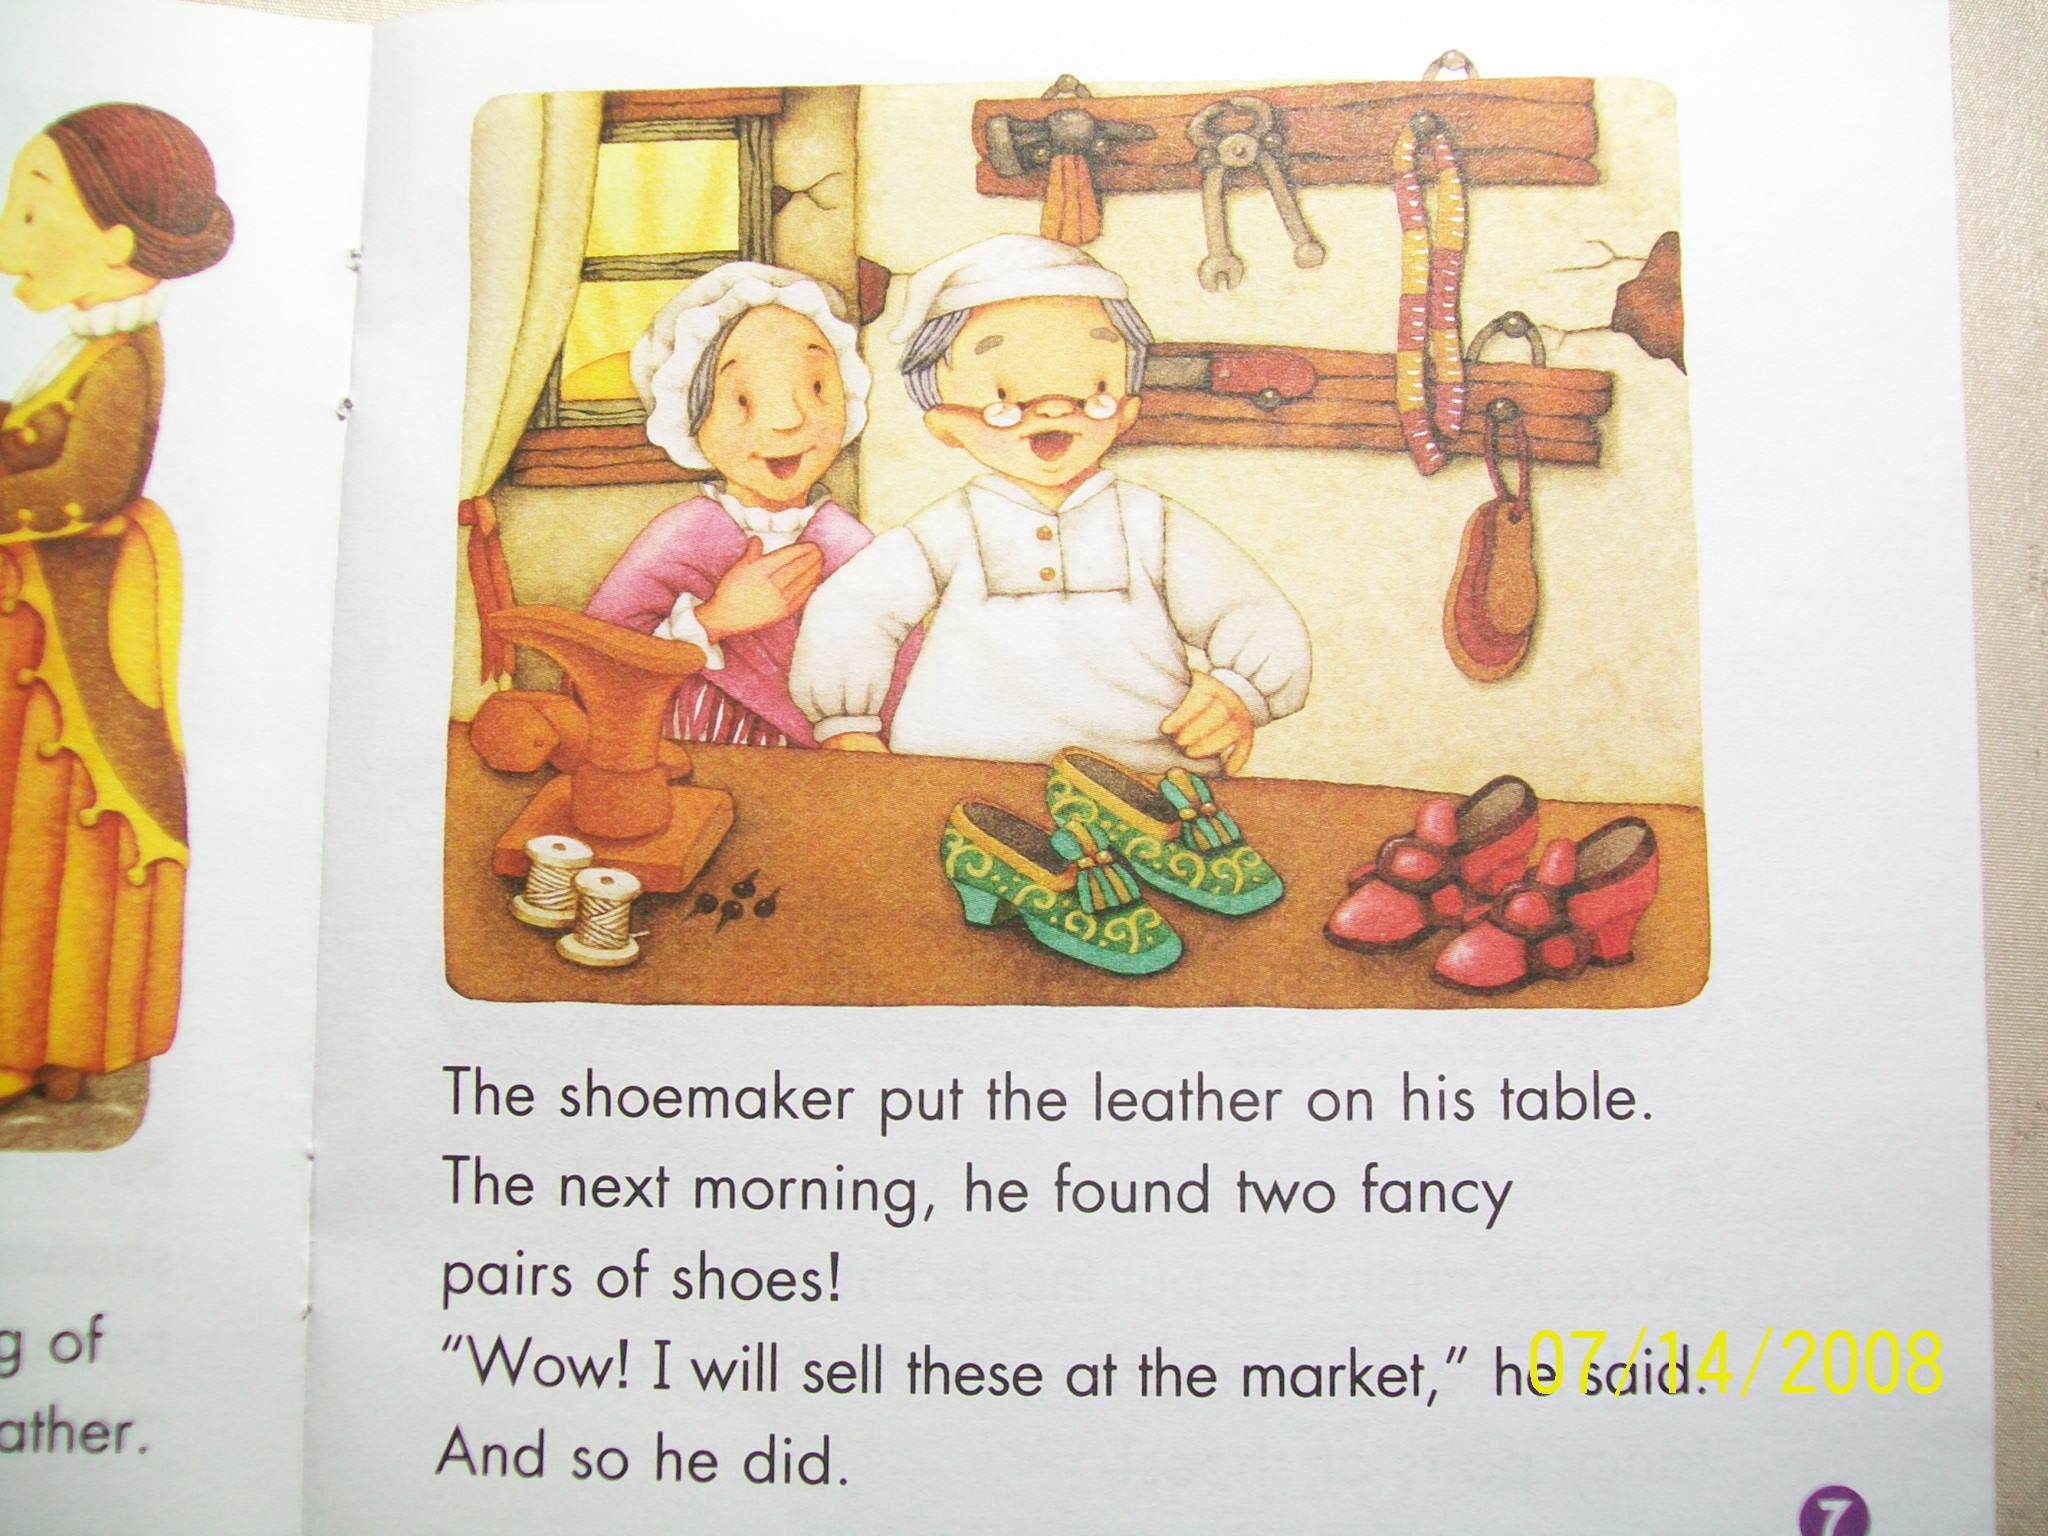 g of
ather.
The shoemaker put the leather on his table.
The next morning, he found two fancy
pairs of shoes!
“Wow! I will sell these at the market,” he said.
And so he did.
07/14/2008
7